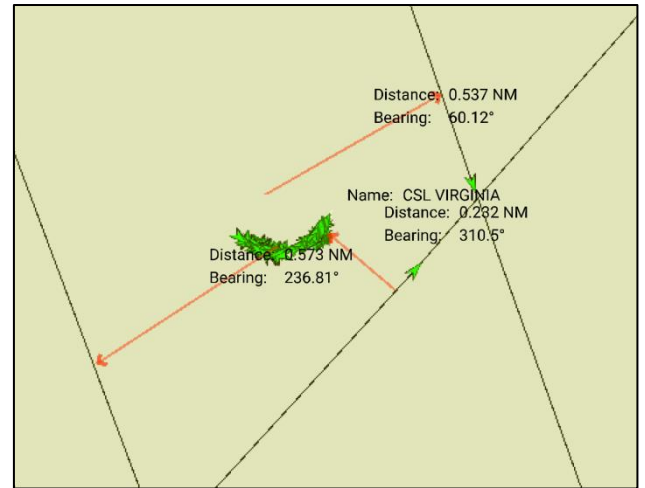 Distance: 0.537 NM
Bearing: 60.12°
Name: CSL VIRGINIA
Distance: 0.232 NM
Bearing: 310.5°
Distance: 0.573 NM
Bearing: 236.81°